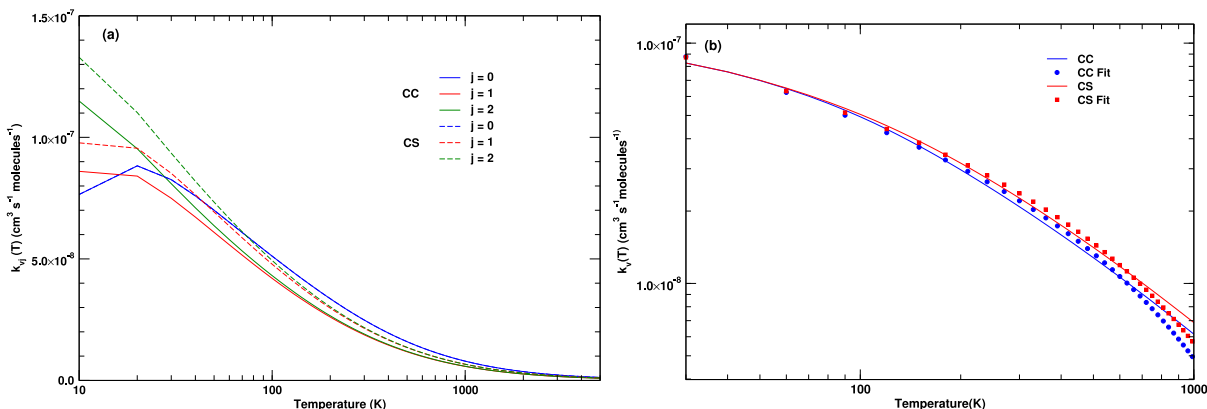 (a)
1.5×10⁻⁷
1.0×10⁻⁷
5.0×10⁻⁸
0.0
k_vj (T) (cm³ s⁻¹ molecules⁻¹)
CC
CS
j = 0
j = 1
j = 2
j = 0
j = 1
j = 2
10
100
1000
Temperature (K)
(b)
1.0×10⁻⁷
1.0×10⁻⁸
k_v(T) (cm³ s⁻¹ molecules⁻¹)
CC
CC Fit
CS
CS Fit
100
1000
Temperature(K)